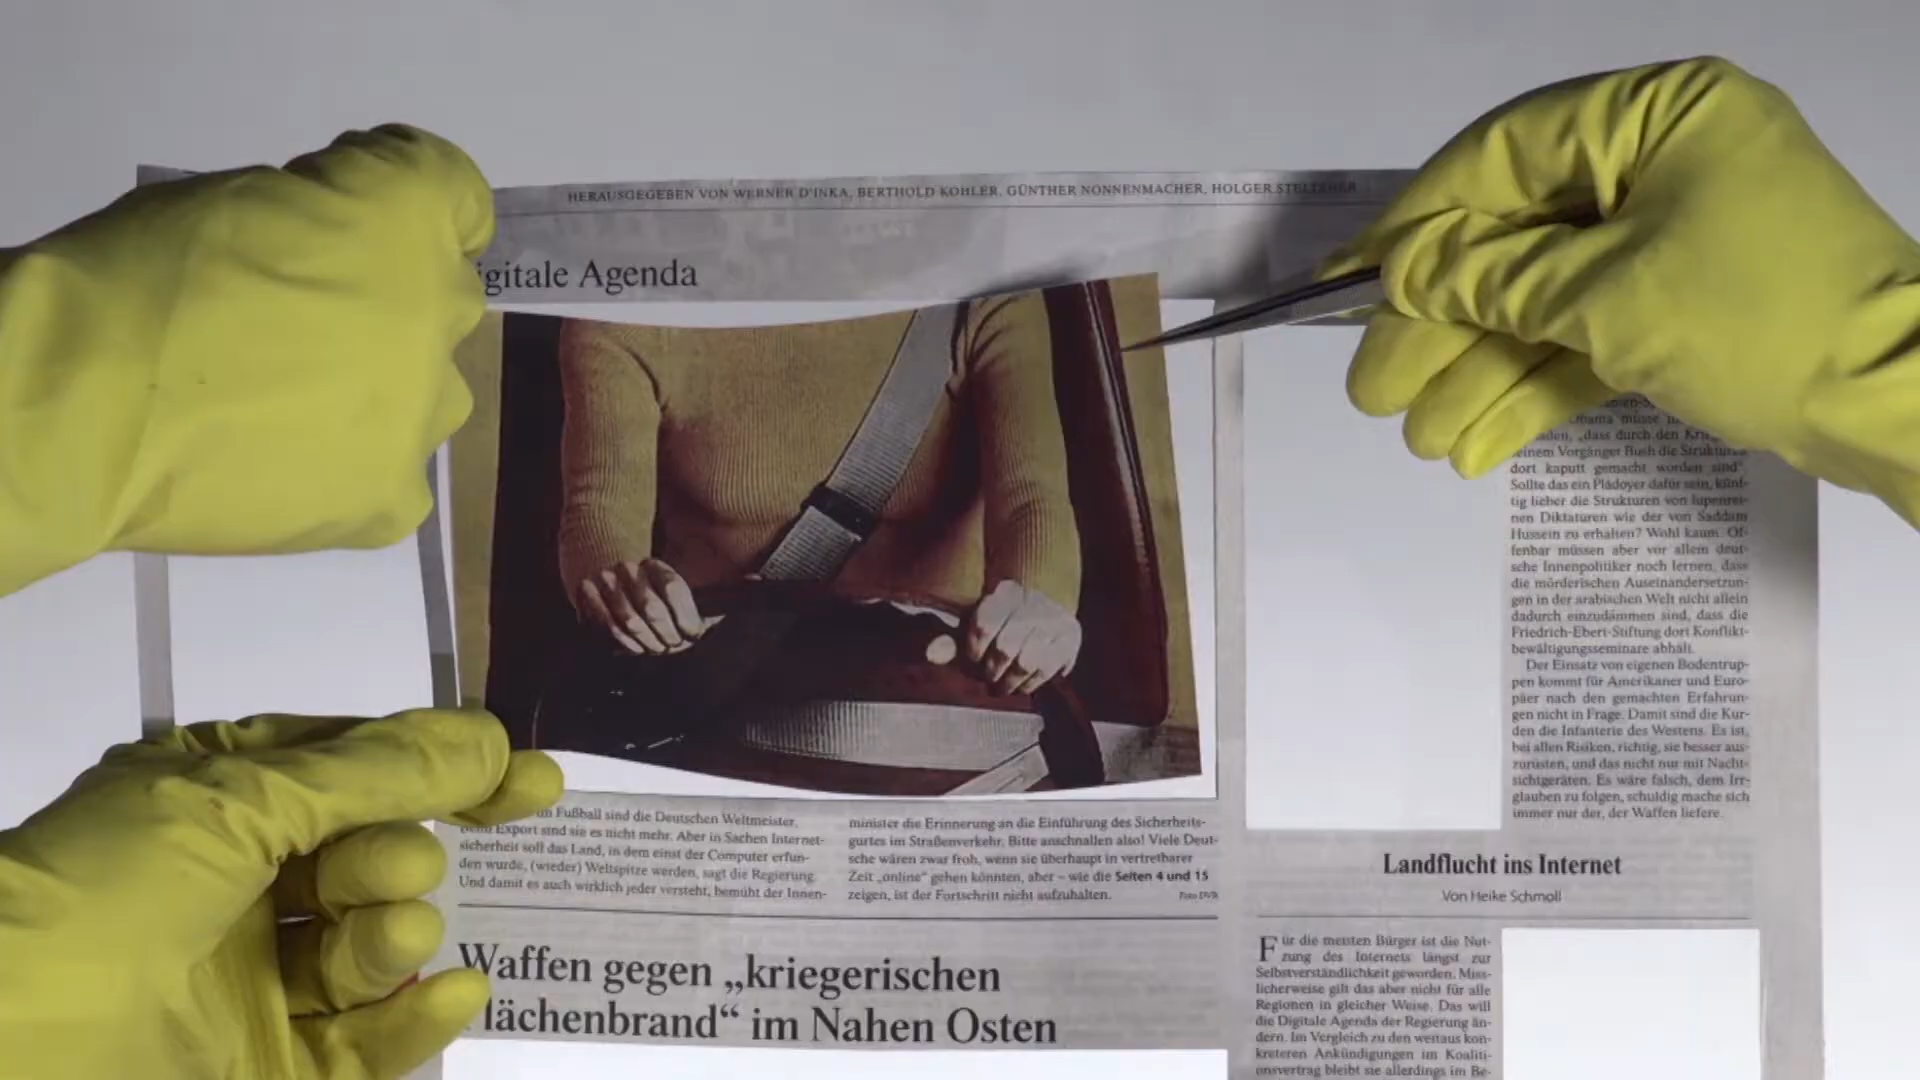 HERAUSGEGEBEN VON WERNER D'INKA, BERTHOLD KOHLER, GÜNTHER NONNENMACHER, HOLGER STELTZNER
igitale Agenda
im Fußball sind die Deutschen Weltmeister.
Beim Export sind sie es nicht mehr. Aber in Sachen Internet-
sicherheit soll das Land, in dem einst der Computer erfun-
den wurde, (wieder) Weltspitze werden, sagt die Regierung.
Und damit es auch wirklich jeder versteht, bemüht der Innen-
minister die Erinnerung an die Einführung des Sicherheits-
gurtes im Straßenverkehr. Bitte anschnallen also! Viele Deut-
sche wären zwar froh, wenn sie überhaupt in vertretbarer
Zeit „online“ gehen könnten, aber – wie die Seiten 4 und 15
zeigen, ist der Fortschritt nicht aufzuhalten.
Waffen gegen „kriegerischen
lächenbrand“ im Nahen Osten
Obama müsse
„dass durch den
seinem Vorgänger Bush die Strukturen
dort kaputt gemacht worden sind“.
Sollte das ein Plädoyer dafür sein, künf-
tig lieber die Strukturen von lupenrei-
nen Diktaturen wie der von Saddam
Hussein zu erhalten? Wohl kaum. Of-
fenbar müssen aber vor allem deut-
sche Innenpolitiker noch lernen, dass
die mörderischen Auseinandersetzun-
gen in der arabischen Welt nicht allein
dadurch einzudämmen sind, dass die
Friedrich-Ebert-Stiftung dort Konflikt-
bewältigungsseminare abhält.
Der Einsatz von eigenen Bodentrup-
pen kommt für Amerikaner und Euro-
päer nach den gemachten Erfahrun-
gen nicht in Frage. Damit sind die Kur-
den die Infanterie des Westens. Es ist,
bei allen Risiken, richtig, sie besser aus-
zurüsten, und das nicht nur mit Nacht-
sichtgeräten. Es wäre falsch, dem Irr-
glauben zu folgen, schuldig mache sich
immer nur der, der Waffen liefere.
Landflucht ins Internet
Von Heike Schmoll
Für die meisten Bürger ist die Nut-
zung des Internets längst zur
Selbstverständlichkeit geworden. Miss-
licherweise gilt das aber nicht für alle
Regionen in gleicher Weise. Das will
die Digitale Agenda der Regierung än-
dern. Im Vergleich zu den weitaus kon-
kreteren Ankündigungen im Koaliti-
onsvertrag bleibt sie allerdings im Be-